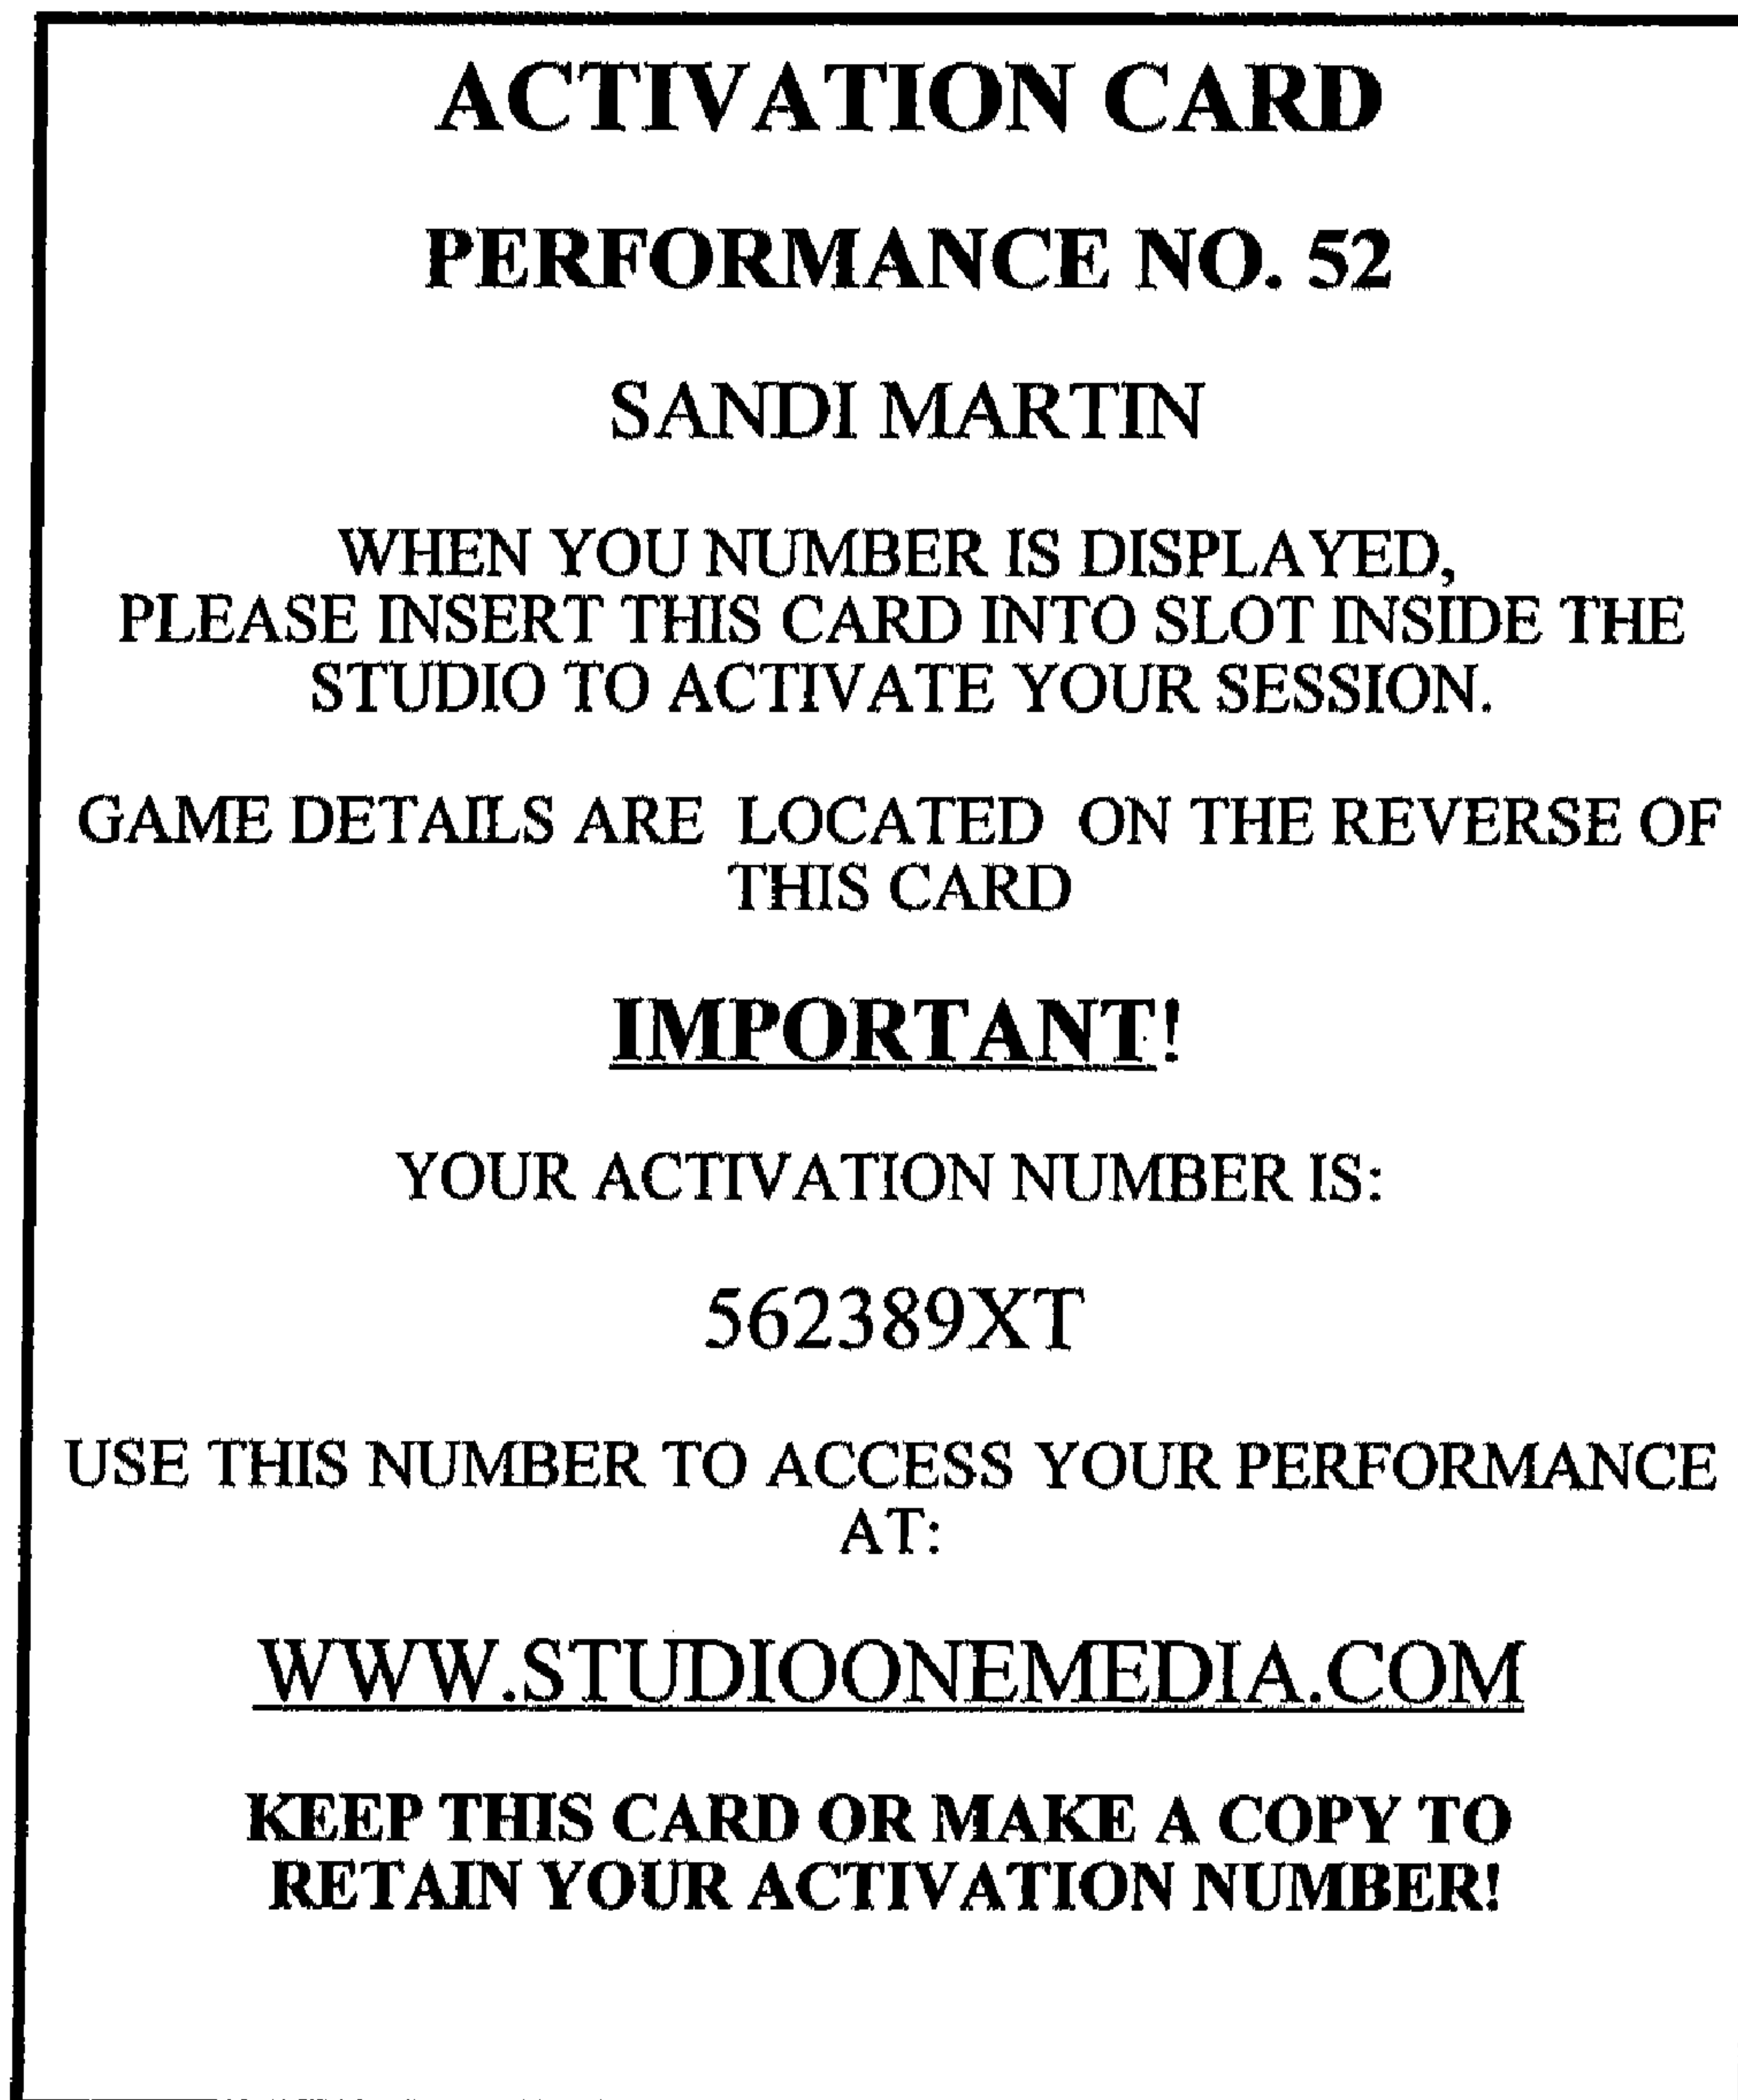 ACTIVATION CARD
PERFORMANCE NO. 52
SANDI MARTIN
WHEN YOU NUMBER IS DISPLAYED,
PLEASE INSERT THIS CARD INTO SLOT INSIDE THE
STUDIO TO ACTIVATE YOUR SESSION.
GAME DETAILS ARE LOCATED ON THE REVERSE OF
THIS CARD
IMPORTANT!
YOUR ACTIVATION NUMBER IS:
562389XT
USE THIS NUMBER TO ACCESS YOUR PERFORMANCE
AT:
WWW.STUDIOONEMEDIA.COM
KEEP THIS CARD OR MAKE A COPY TO
RETAIN YOUR ACTIVATION NUMBER!